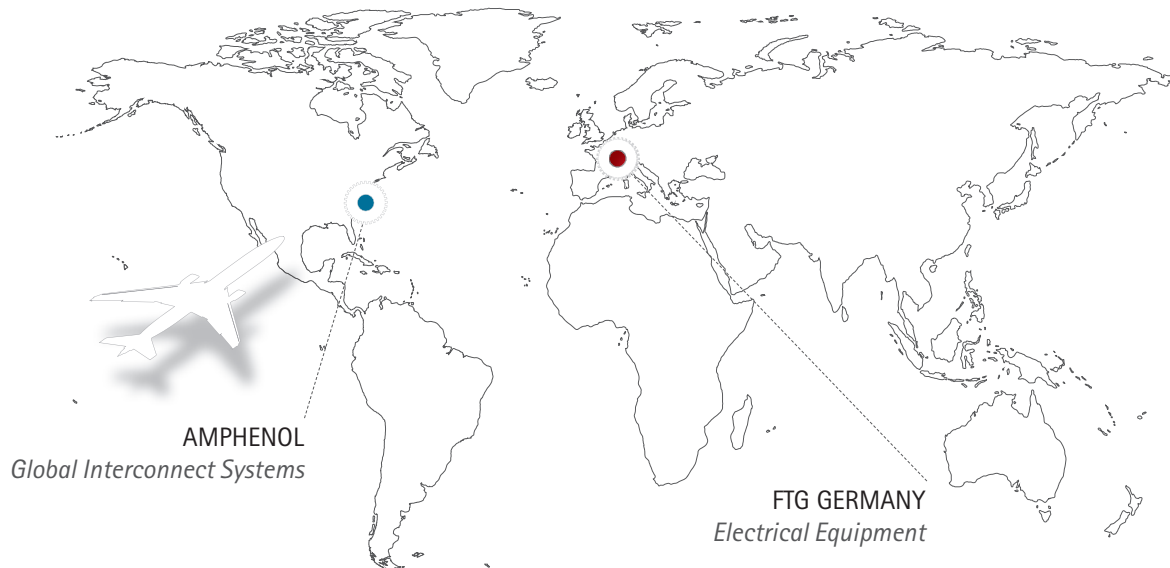 AMPHENOL
Global Interconnect Systems
FTG GERMANY
Electrical Equipment